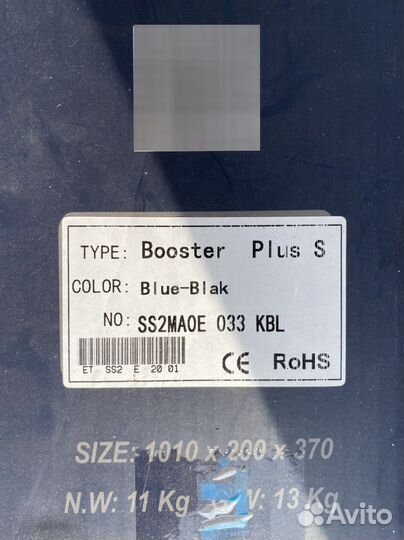 TYPE: Booster Plus S
COLOR: Blue-Blak
NO: SS2MA0E 033 KBL
ET SS2 E 20 01
CE RoHS
SIZE: 1010 x 200 x 370
N.W: 11 Kg W: 13 Kg
Avito